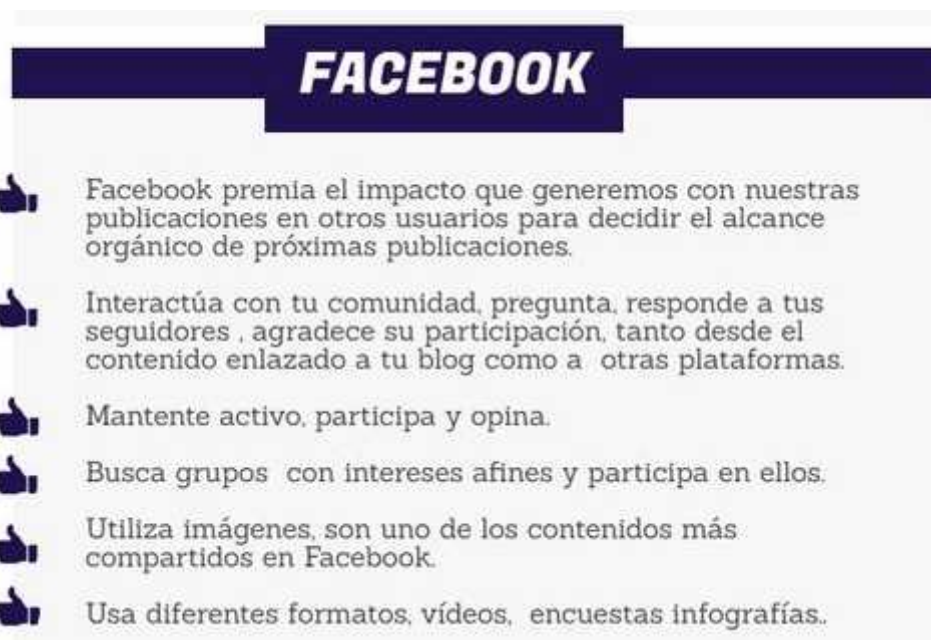 FACEBOOK
Facebook premia el impacto que generemos con nuestras
publicaciones en otros usuarios para decidir el alcance
orgánico de próximas publicaciones.
Interactúa con tu comunidad, pregunta, responde a tus
seguidores , agradece su participación, tanto desde el
contenido enlazado a tu blog como a otras plataformas.
Mantente activo, participa y opina.
Busca grupos con intereses afines y participa en ellos.
Utiliza imágenes, son uno de los contenidos más
compartidos en Facebook.
Usa diferentes formatos, vídeos, encuestas infografías..